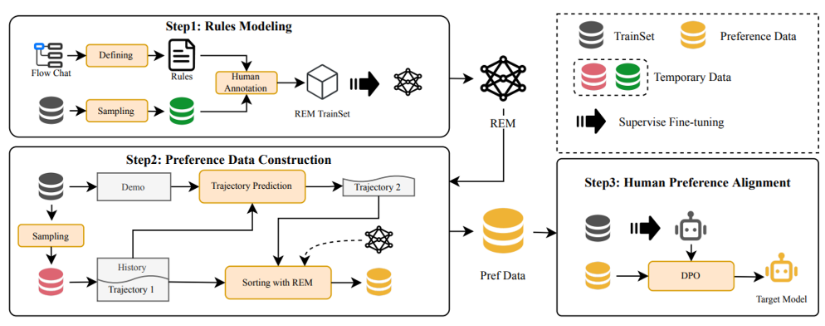 Step1: Rules Modeling
Flow Chat
Defining
Rules
Human
Annotation
Sampling
REM TrainSet
REM
TrainSet
Preference Data
Temporary Data
Supervise Fine-tuning
Step2: Preference Data Construction
Demo
Trajectory Prediction
Trajectory 2
Sampling
History
Trajectory 1
Sorting with REM
Pref Data
Step3: Human Preference Alignment
DPO
Target Model